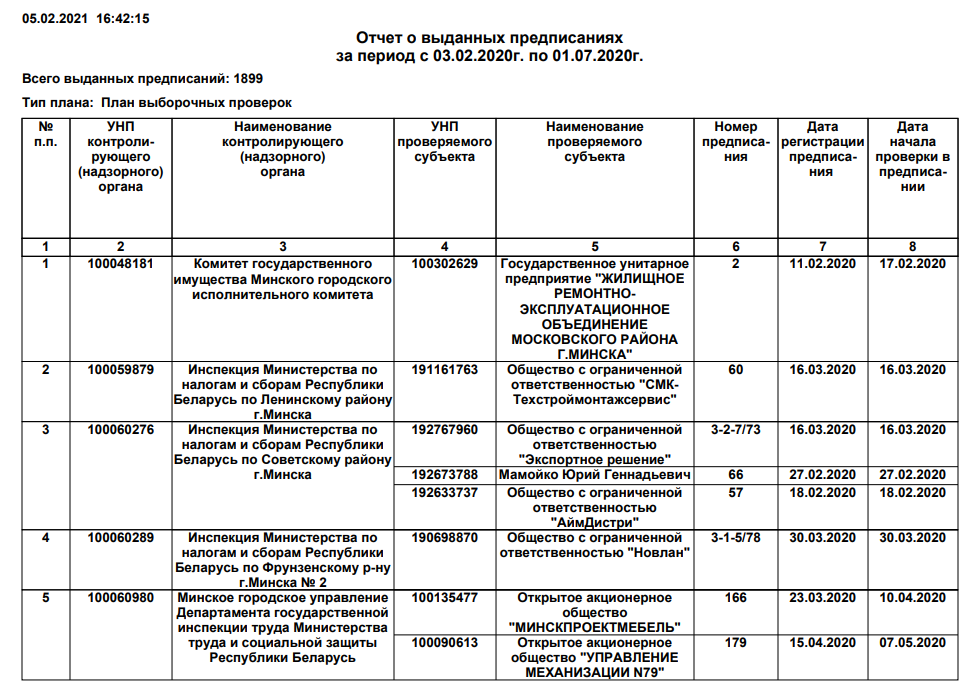 05.02.2021 16:42:15
Отчет о выданных предписаниях
за период с 03.02.2020г. по 01.07.2020г.
Всего выданных предписаний: 1899
Тип плана: План выборочных проверок
№
п.п.
УНП
контроли-
рующего
(надзорного)
органа
Наименование
контролирующего
(надзорного)
органа
УНП
проверяемого
субъекта
Наименование
проверяемого
субъекта
Номер
предписа-
ния
Дата
регистрации
предписа-
ния
Дата
начала
проверки в
предписа-
нии
1 2 3 4 5 6 7 8
1
100048181
Комитет государственного
имущества Минского городского
исполнительного комитета
100302629
Государственное унитарное
предприятие "ЖИЛИЩНОЕ
РЕМОНТНО-
ЭКСПЛУАТАЦИОННОЕ
ОБЪЕДИНЕНИЕ
МОСКОВСКОГО РАЙОНА
Г.МИНСКА"
2
11.02.2020
17.02.2020
2
100059879
Инспекция Министерства по
налогам и сборам Республики
Беларусь по Ленинскому району
г.Минска
191161763
Общество с ограниченной
ответственностью "СМК-
Техстроймонтажсервис"
60
16.03.2020
16.03.2020
3
100060276
Инспекция Министерства по
налогам и сборам Республики
Беларусь по Советскому району
г.Минска
192767960
Общество с ограниченной
ответственностью
"Экспортное решение"
3-2-7/73
16.03.2020
16.03.2020
192673788
Мамойко Юрий Геннадьевич
66
27.02.2020
27.02.2020
192633737
Общество с ограниченной
ответственностью
"АймДистри"
57
18.02.2020
18.02.2020
4
100060289
Инспекция Министерства по
налогам и сборам Республики
Беларусь по Фрунзенскому р-ну
г.Минска № 2
190698870
Общество с ограниченной
ответственностью "Новлан"
3-1-5/78
30.03.2020
30.03.2020
5
100060980
Минское городское управление
Департамента государственной
инспекции труда Министерства
труда и социальной защиты
Республики Беларусь
100135477
Открытое акционерное
общество
"МИНСКПРОЕКТМЕБЕЛЬ"
166
23.03.2020
10.04.2020
100090613
Открытое акционерное
общество "УПРАВЛЕНИЕ
МЕХАНИЗАЦИИ N79"
179
15.04.2020
07.05.2020